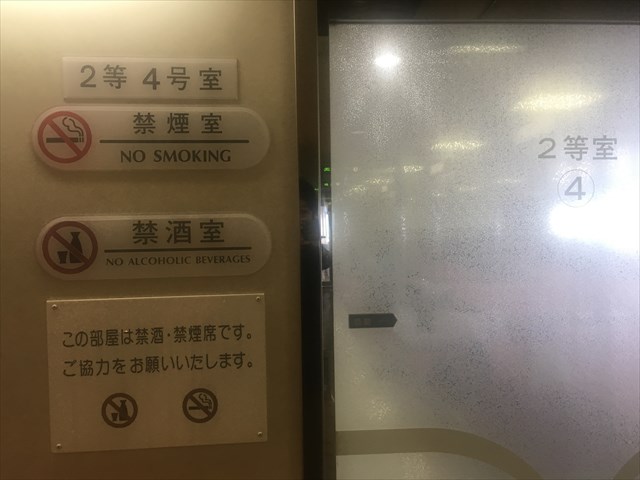 2等 4号室
禁煙室
NO SMOKING
禁酒室
NO ALCOHOLIC BEVERAGES
この部屋は禁酒・禁煙席です。
ご協力をお願いいたします。
2等室
4